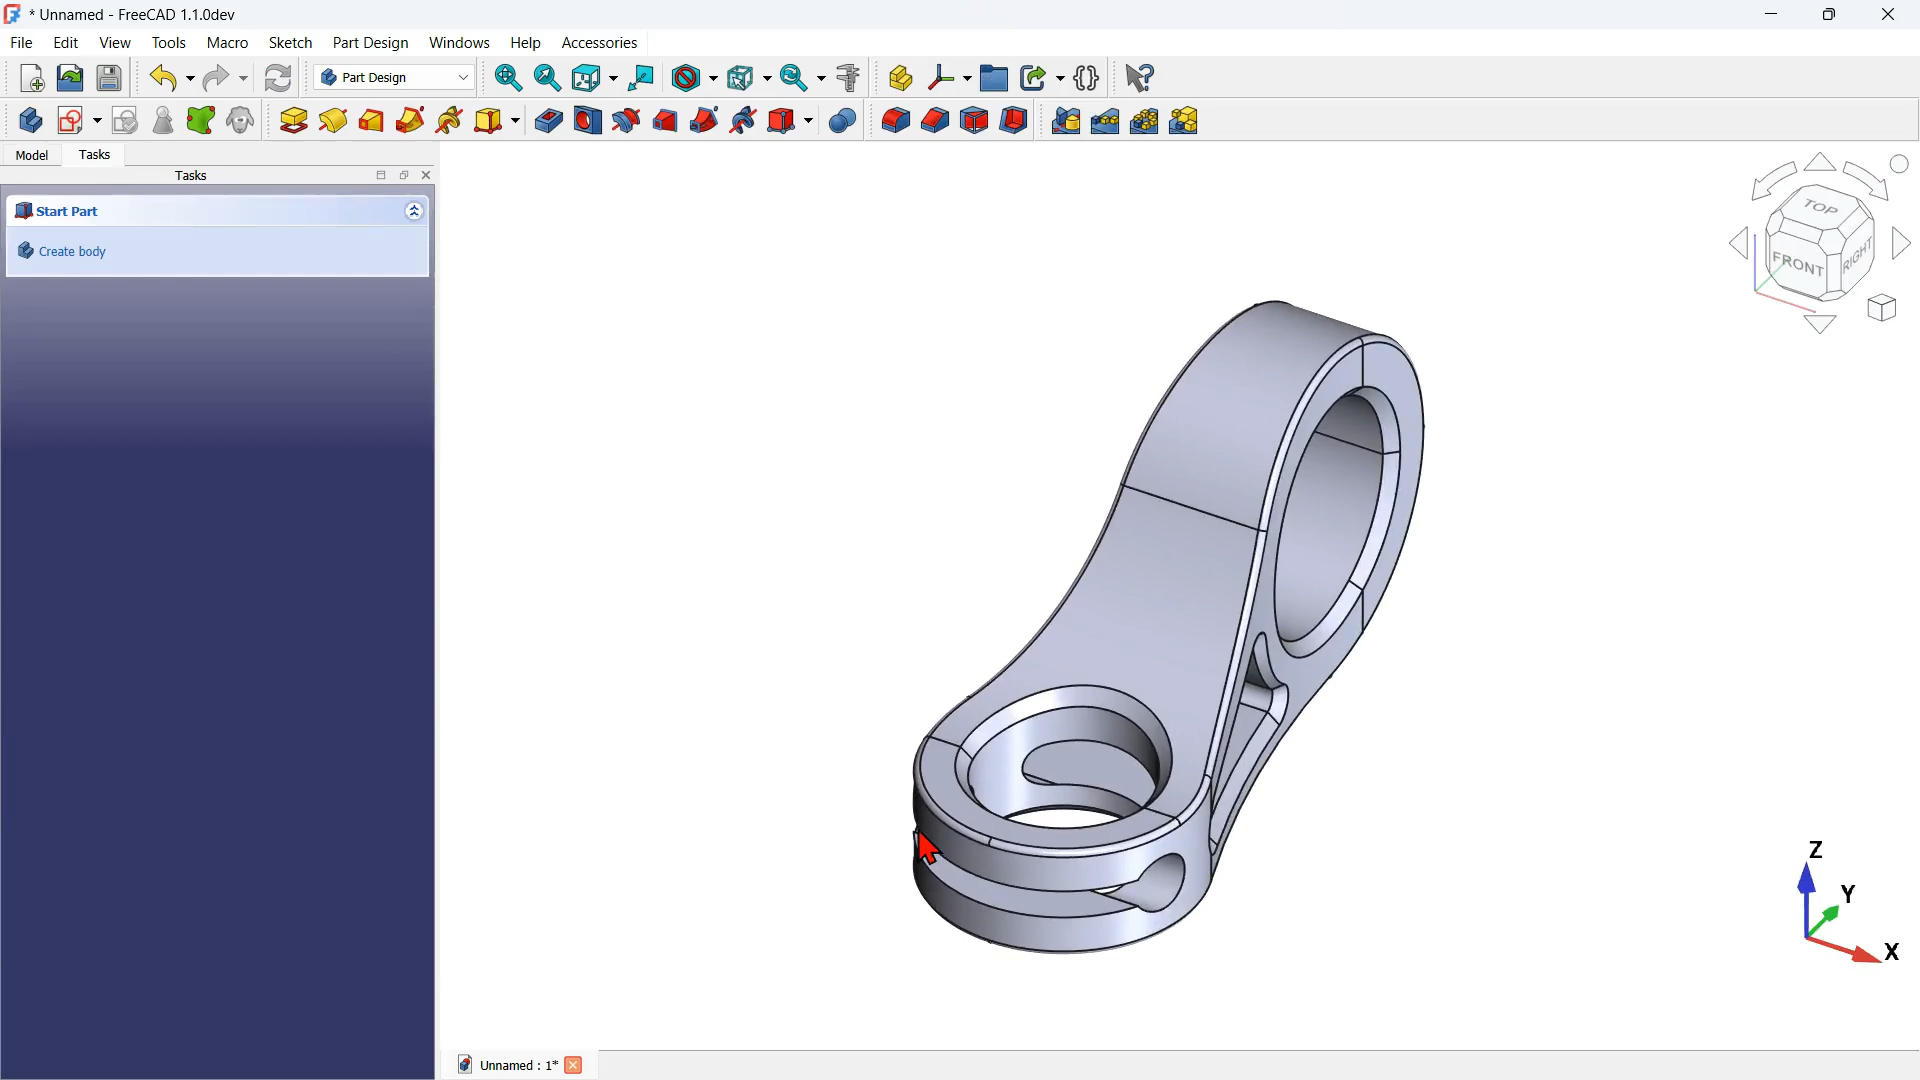 * Unnamed - FreeCAD 1.1.0dev
File Edit View Tools Macro Sketch Part Design Windows Help Accessories
Part Design
Model Tasks
Tasks
Start Part
Create body
TOP
FRONT RIGHT
Z
Y
X
Unnamed : 1*